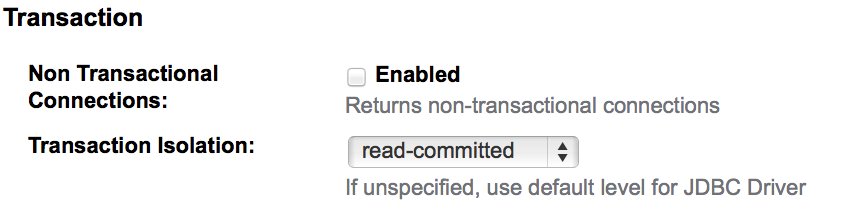 Transaction
Non Transactional
Connections:
Enabled
Returns non-transactional connections
Transaction Isolation:
read-committed
If unspecified, use default level for JDBC Driver